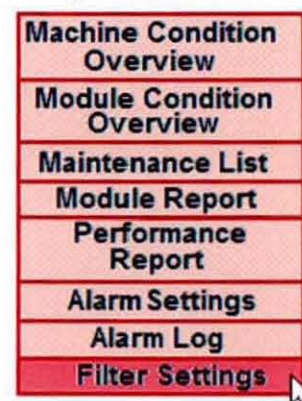 Machine Condition
Overview
Module Condition
Overview
Maintenance List
Module Report
Performance
Report
Alarm Settings
Alarm Log
Filter Settings